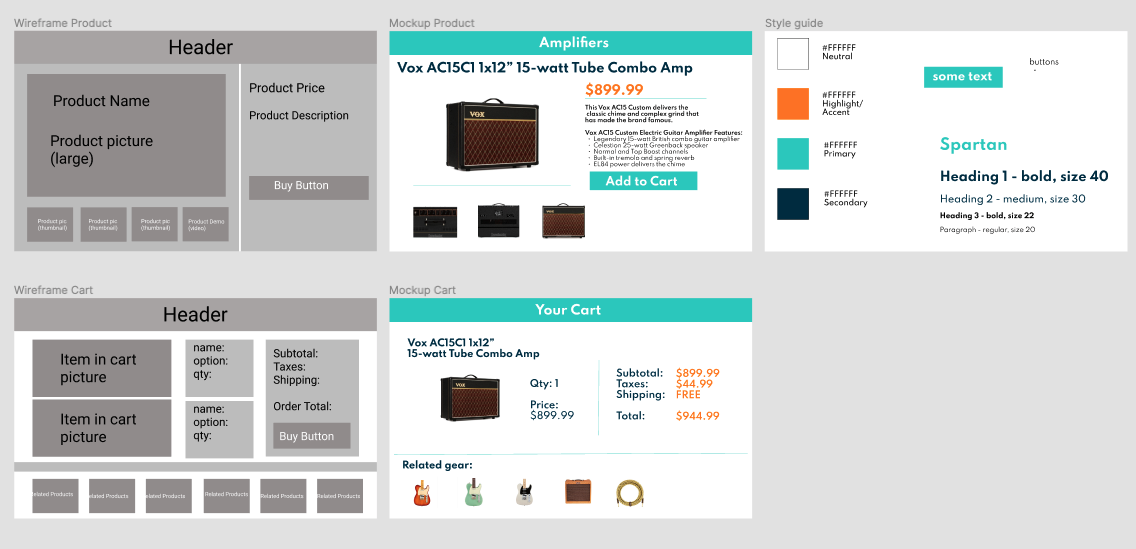 Wireframe Product
Header
Product Name
Product picture
(large)
Product pic
(thumbnail)
Product pic
(thumbnail)
Product pic
(thumbnail)
Product Demo
(video)
Product Price
Product Description
Buy Button
Mockup Product
Amplifiers
Vox AC15C1 1x12” 15-watt Tube Combo Amp
VOX
$899.99
This Vox AC15 Custom delivers the
classic chime and complex grind that
has made the brand famous.
Vox AC15 Custom Electric Guitar Amplifier Features:
· Legendary 15-watt British combo guitar amplifier
· Celestion 25-watt Greenback speaker
· Normal and Top Boost channels
· Built-in tremolo and spring reverb
· EL84 power delivers the chime
Add to Cart
Style guide
#FFFFFF
Neutral
#FFFFFF
Highlight/
Accent
#FFFFFF
Primary
#FFFFFF
Secondary
some text
buttons
-
Spartan
Heading 1 - bold, size 40
Heading 2 - medium, size 30
Heading 3 - bold, size 22
Paragraph - regular, size 20
Wireframe Cart
Header
Item in cart
picture
name:
option:
qty:
Item in cart
picture
name:
option:
qty:
Subtotal:
Taxes:
Shipping:
Order Total:
Buy Button
elated Products
elated Products
elated Products
Related Products
Related Products
Related Products
Mockup Cart
Your Cart
Vox AC15C1 1x12”
15-watt Tube Combo Amp
VOX
Qty: 1
Price:
$899.99
Subtotal: $899.99
Taxes: $44.99
Shipping: FREE
Total: $944.99
Related gear: